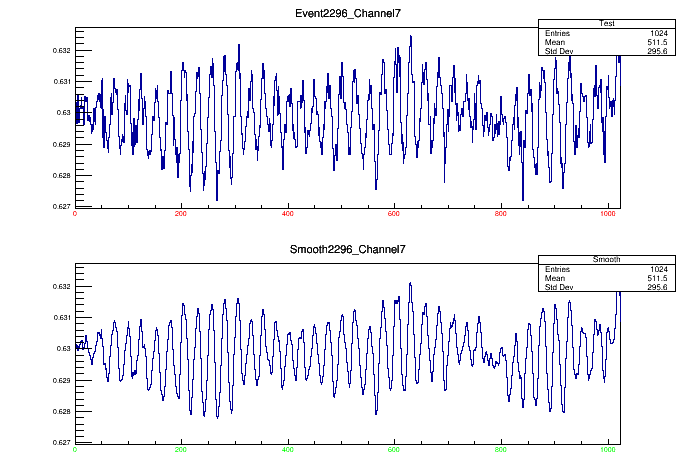 Event2296_Channel7
Test
Entries 1024
Mean 511.5
Std Dev 295.6
0.632
0.631
0.63
0.629
0.628
0.627
0 200 400 600 800 1000
Smooth2296_Channel7
Smooth
Entries 1024
Mean 511.5
Std Dev 295.6
0.632
0.631
0.63
0.629
0.628
0.627
0 200 400 600 800 1000